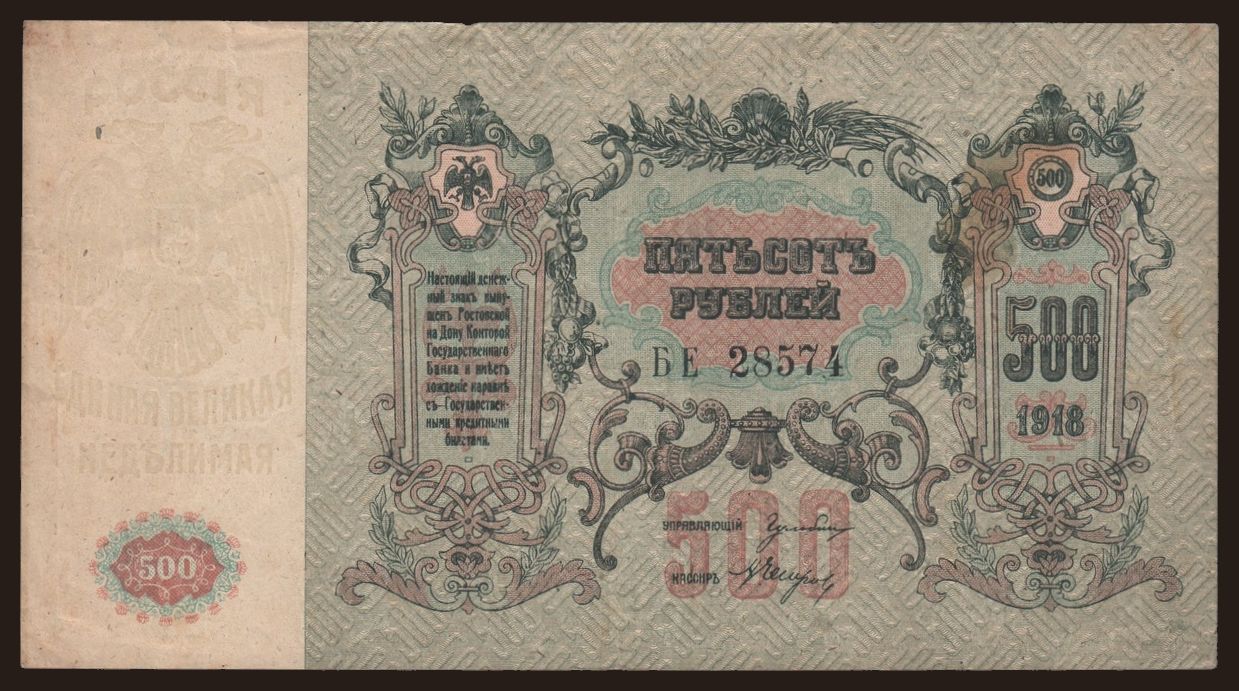 Настоящій денеж-
ный знакъ выпу-
щенъ Ростовской
на Дону Конторой
Государственнаго
Банка и имѣетъ
хожденіе наравнѣ
съ Государствен-
ными кредитными
билетами.
ПЯТЬСОТЪ
РУБЛЕЙ
БЕ 28574
500
500
1918
500
УПРАВЛЯЮЩІЙ
КАССИРЪ
500